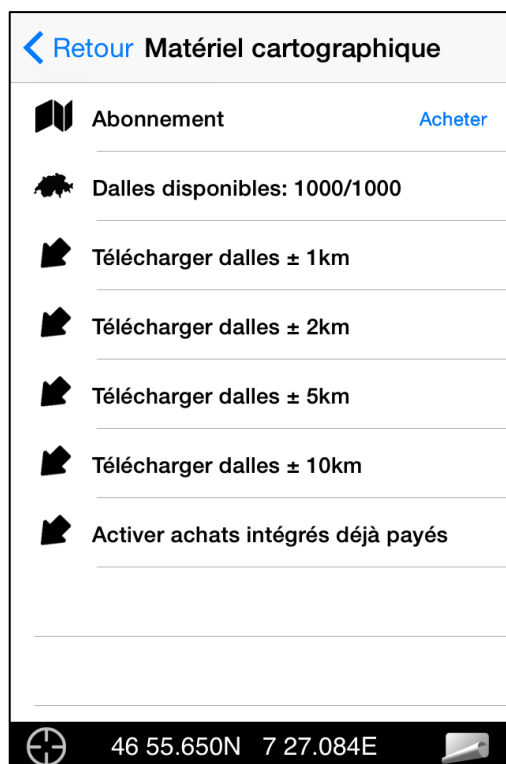 Retour Matériel cartographique
Abonnement Acheter
Dalles disponibles: 1000/1000
Télécharger dalles ± 1km
Télécharger dalles ± 2km
Télécharger dalles ± 5km
Télécharger dalles ± 10km
Activer achats intégrés déjà payés
46 55.650N 7 27.084E